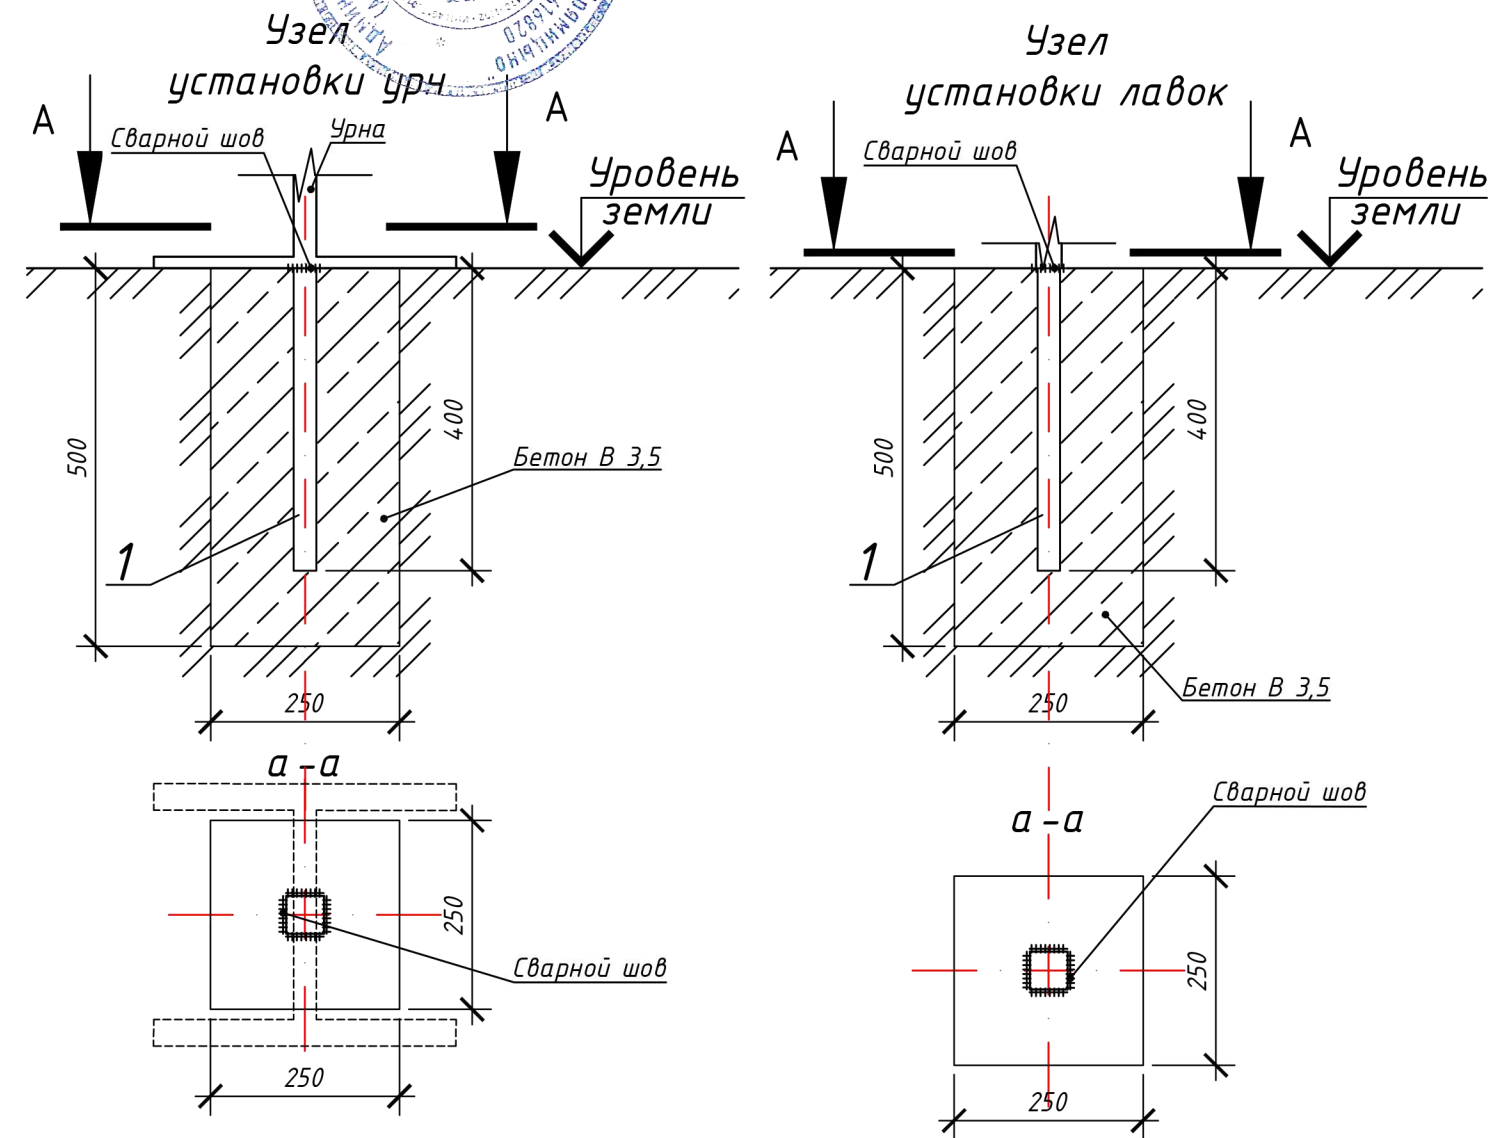 Узел
установки урн
А
А
Сварной шов
Урна
Уровень
земли
500
400
Бетон В 3,5
1
250
а-а
250
Сварной шов
250
616820
Узел
установки лавок
А
А
Сварной шов
Уровень
земли
500
400
1
Бетон В 3,5
250
Сварной шов
а-а
250
250